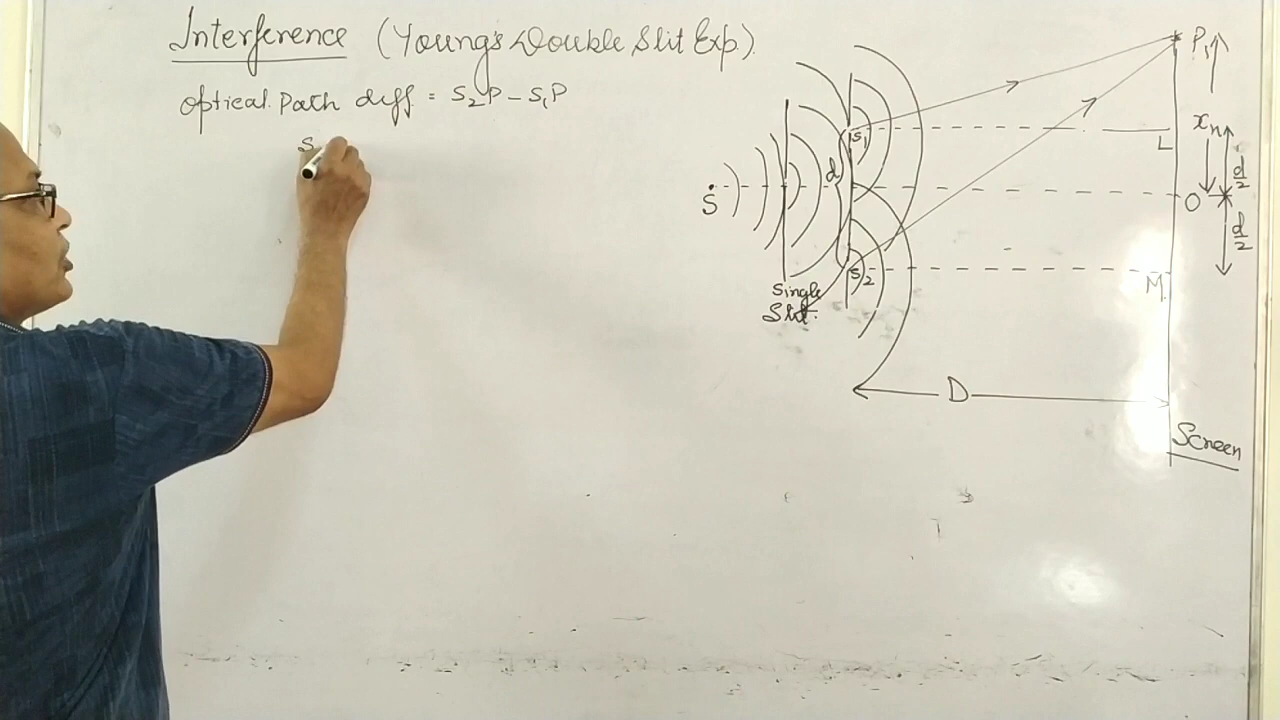 Interference (Young's Double Slit Exp.)
Optical Path diff = S₂P - S₁P
S
P₁
xₙ
S₁
L
d
d/2
S
O
d/2
S₂
M
Single
Slit.
D
Screen